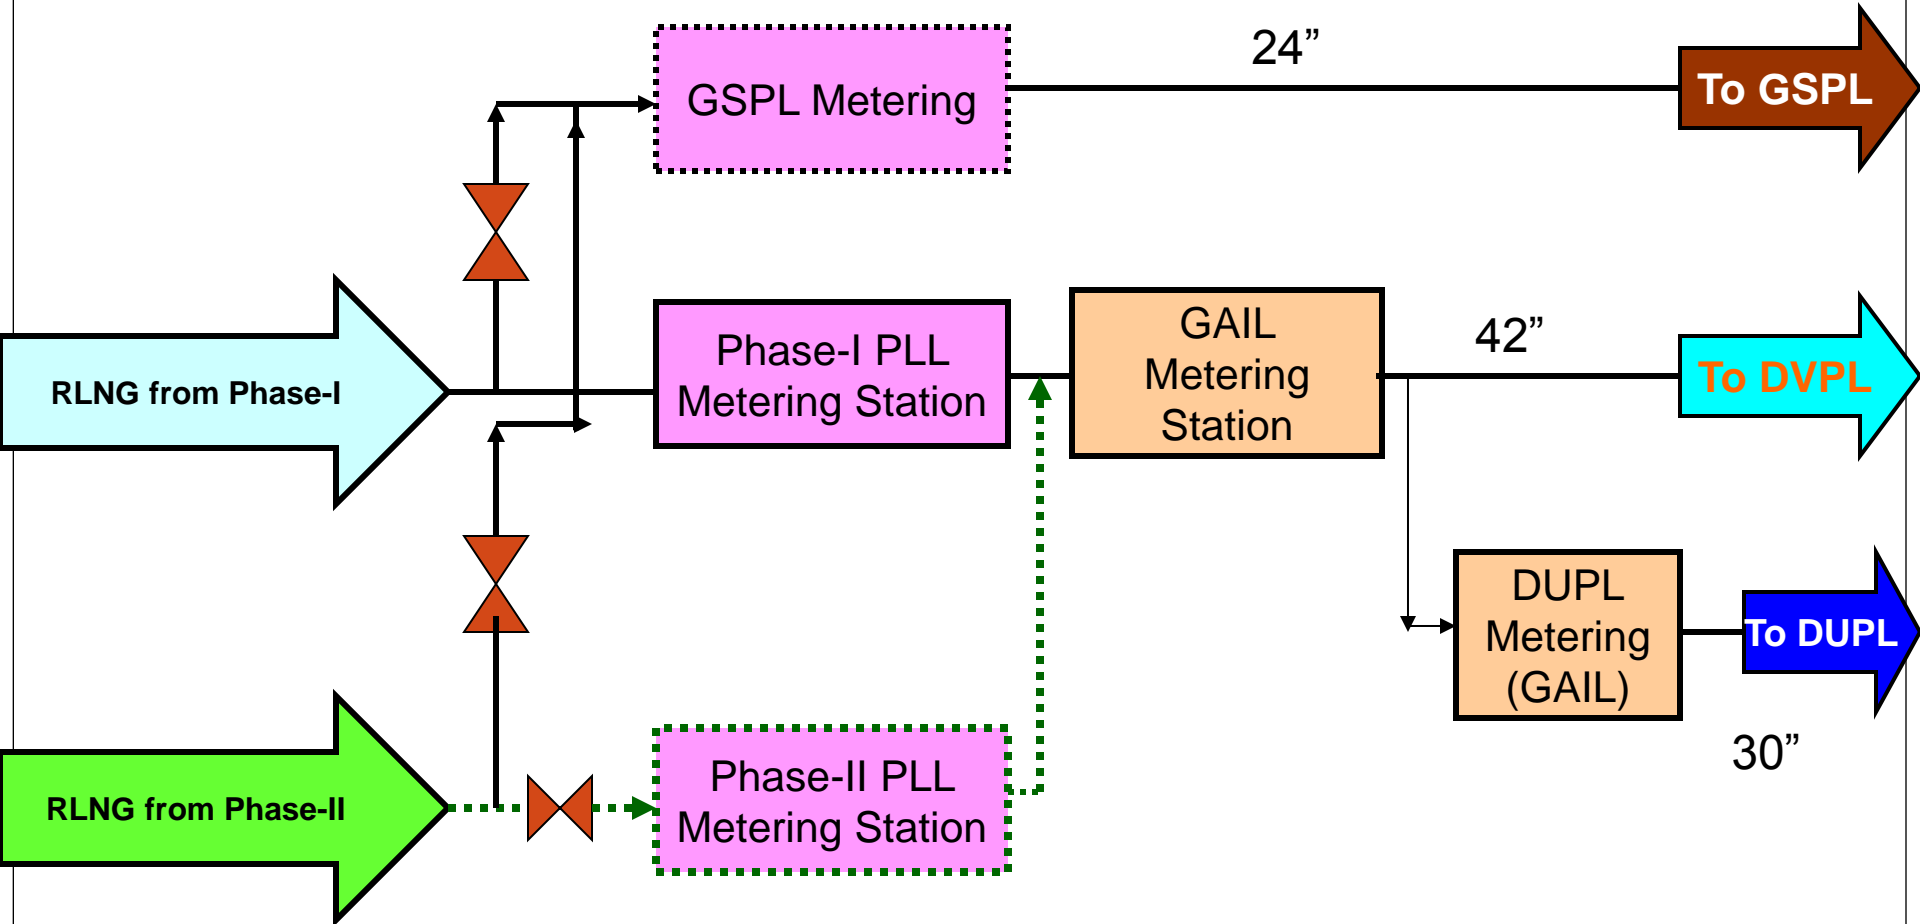 24”
GSPL Metering
To GSPL
RLNG from Phase-I
Phase-I PLL
Metering Station
GAIL
Metering
Station
42”
To DVPL
DUPL
Metering
(GAIL)
To DUPL
30”
RLNG from Phase-II
Phase-II PLL
Metering Station